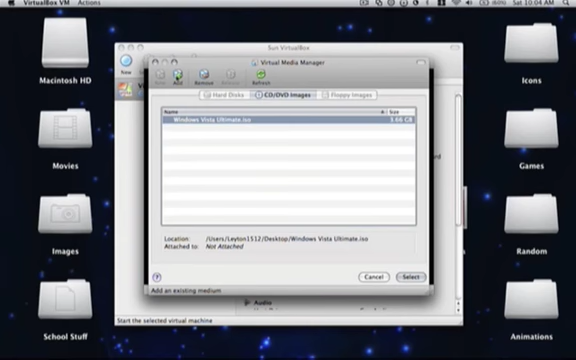 VirtualBox VM Actions
Sat 10:04 AM
Sun VirtualBox
Virtual Media Manager
New
Add Remove Refresh
Hard Disks CD/DVD Images Floppy Images
Name Size
Windows Vista Ultimate.iso 3.66 GB
Location: /Users/Leyton1512/Desktop/Windows Vista Ultimate.iso
Attached to: Not Attached
Cancel Select
Add an existing medium
Audio
Start the selected virtual machine
Macintosh HD
Movies
Images
School Stuff
Icons
Games
Random
Animations